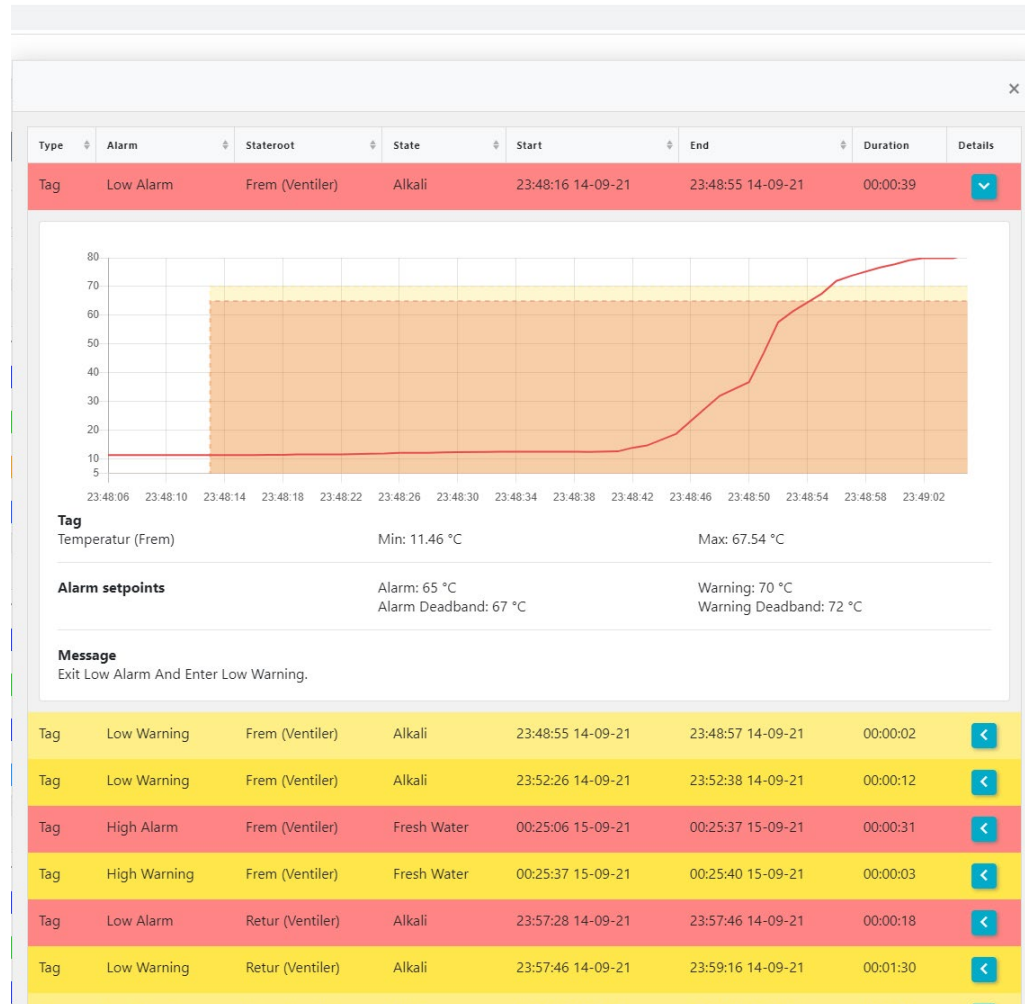 Type Alarm Stateroot State Start End Duration Details
Tag Low Alarm Frem (Ventiler) Alkali 23:48:16 14-09-21 23:48:55 14-09-21 00:00:39
80
70
60
50
40
30
20
10
5
23:48:06 23:48:10 23:48:14 23:48:18 23:48:22 23:48:26 23:48:30 23:48:34 23:48:38 23:48:42 23:48:46 23:48:50 23:48:54 23:48:58 23:49:02
Tag
Temperatur (Frem) Min: 11.46 °C Max: 67.54 °C
Alarm setpoints Alarm: 65 °C Warning: 70 °C
Alarm Deadband: 67 °C Warning Deadband: 72 °C
Message
Exit Low Alarm And Enter Low Warning.
Tag Low Warning Frem (Ventiler) Alkali 23:48:55 14-09-21 23:48:57 14-09-21 00:00:02
Tag Low Warning Frem (Ventiler) Alkali 23:52:26 14-09-21 23:52:38 14-09-21 00:00:12
Tag High Alarm Frem (Ventiler) Fresh Water 00:25:06 15-09-21 00:25:37 15-09-21 00:00:31
Tag High Warning Frem (Ventiler) Fresh Water 00:25:37 15-09-21 00:25:40 15-09-21 00:00:03
Tag Low Alarm Retur (Ventiler) Alkali 23:57:28 14-09-21 23:57:46 14-09-21 00:00:18
Tag Low Warning Retur (Ventiler) Alkali 23:57:46 14-09-21 23:59:16 14-09-21 00:01:30